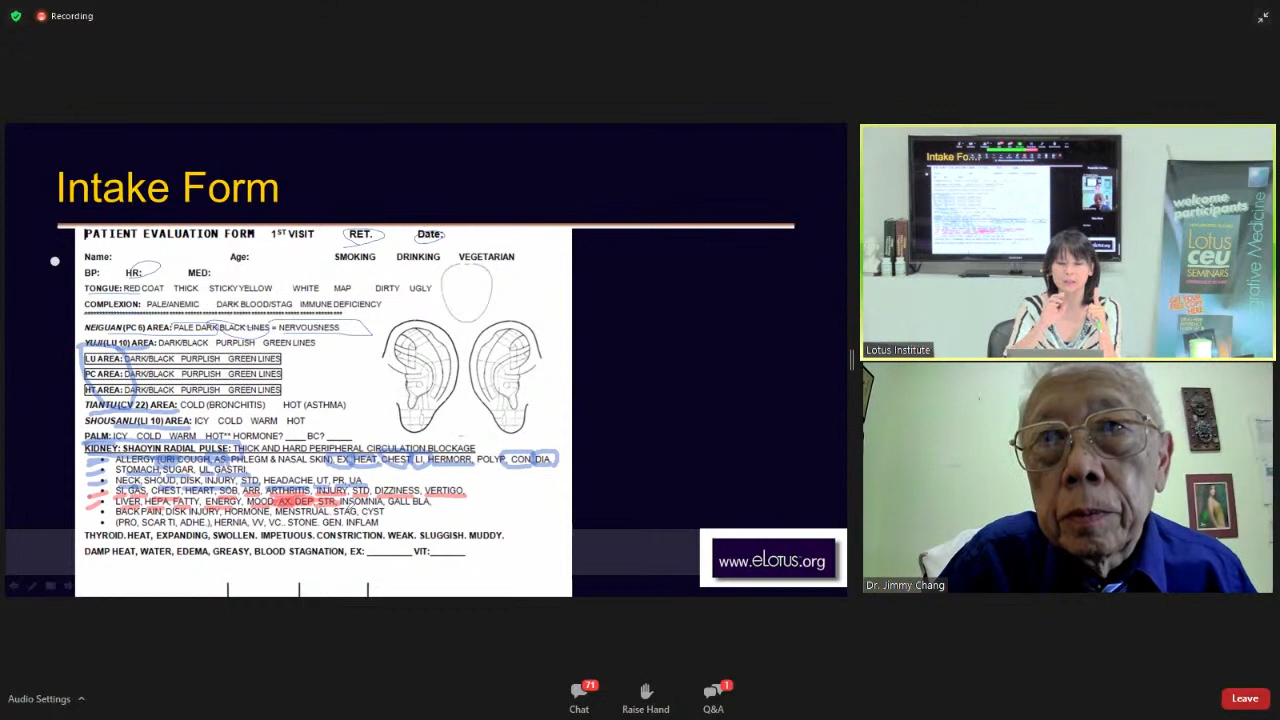 Recording
Intake Form
PATIENT EVALUATION FORM 1ST VISIT RET. Date:
Name: Age: SMOKING DRINKING VEGETARIAN
BP: HR: MED:
TONGUE: RED COAT THICK STICKY YELLOW WHITE MAP DIRTY UGLY
COMPLEXION: PALE/ANEMIC DARK BLOOD/STAG IMMUNE DEFICIENCY
NEIGUAN (PC 6) AREA: PALE DARK BLACK LINES = NERVOUSNESS
YUJI (LU 10) AREA: DARK/BLACK PURPLISH GREEN LINES
LU AREA: DARK/BLACK PURPLISH GREEN LINES
PC AREA: DARK/BLACK PURPLISH GREEN LINES
HT AREA: DARK/BLACK PURPLISH GREEN LINES
TIANTU (CV 22) AREA: COLD (BRONCHITIS) HOT (ASTHMA)
SHOUSANLI (LI 10) AREA: ICY COLD WARM HOT
PALM: ICY COLD WARM HOT** HORMONE? ____ BC? _____
KIDNEY: SHAOYIN RADIAL PULSE: THICK AND HARD PERIPHERAL CIRCULATION BLOCKAGE
• ALLERGY (URI COUGH, AS, PHLEGM & NASAL SKIN), EX, HEAT, CHEST, LI, HEMORR, POLYP, CON, DIA,
STOMACH, SUGAR, UL, GASTRI,
• NECK, SHOUD, DISK, INJURY, STD, HEADACHE, UT, PR, UA
• SI, GAS, CHEST, HEART, SOB, ARR, ARTHRITIS, INJURY, STD, DIZZINESS, VERTIGO,
• LIVER, HEPA, FATTY, ENERGY, MOOD, AX, DEP, STR, INSOMNIA, GALL BLA,
• BACK PAIN, DISK INJURY, HORMONE, MENSTRUAL. STAG, CYST
• (PRO, SCAR TI, ADHE.), HERNIA, VV, VC.. STONE. GEN. INFLAM
THYROID. HEAT, EXPANDING, SWOLLEN. IMPETUOUS. CONSTRICTION. WEAK. SLUGGISH. MUDDY.
DAMP HEAT, WATER, EDEMA, GREASY, BLOOD STAGNATION, EX: _________ VIT:_______
www.eLotus.org
Intake Fo...
welcome
participants
LOTUS
ceu
SEMINARS
Lotus Institute
Dr. Jimmy Chang
Audio Settings
71
1
Chat
Raise Hand
Q&A
Leave